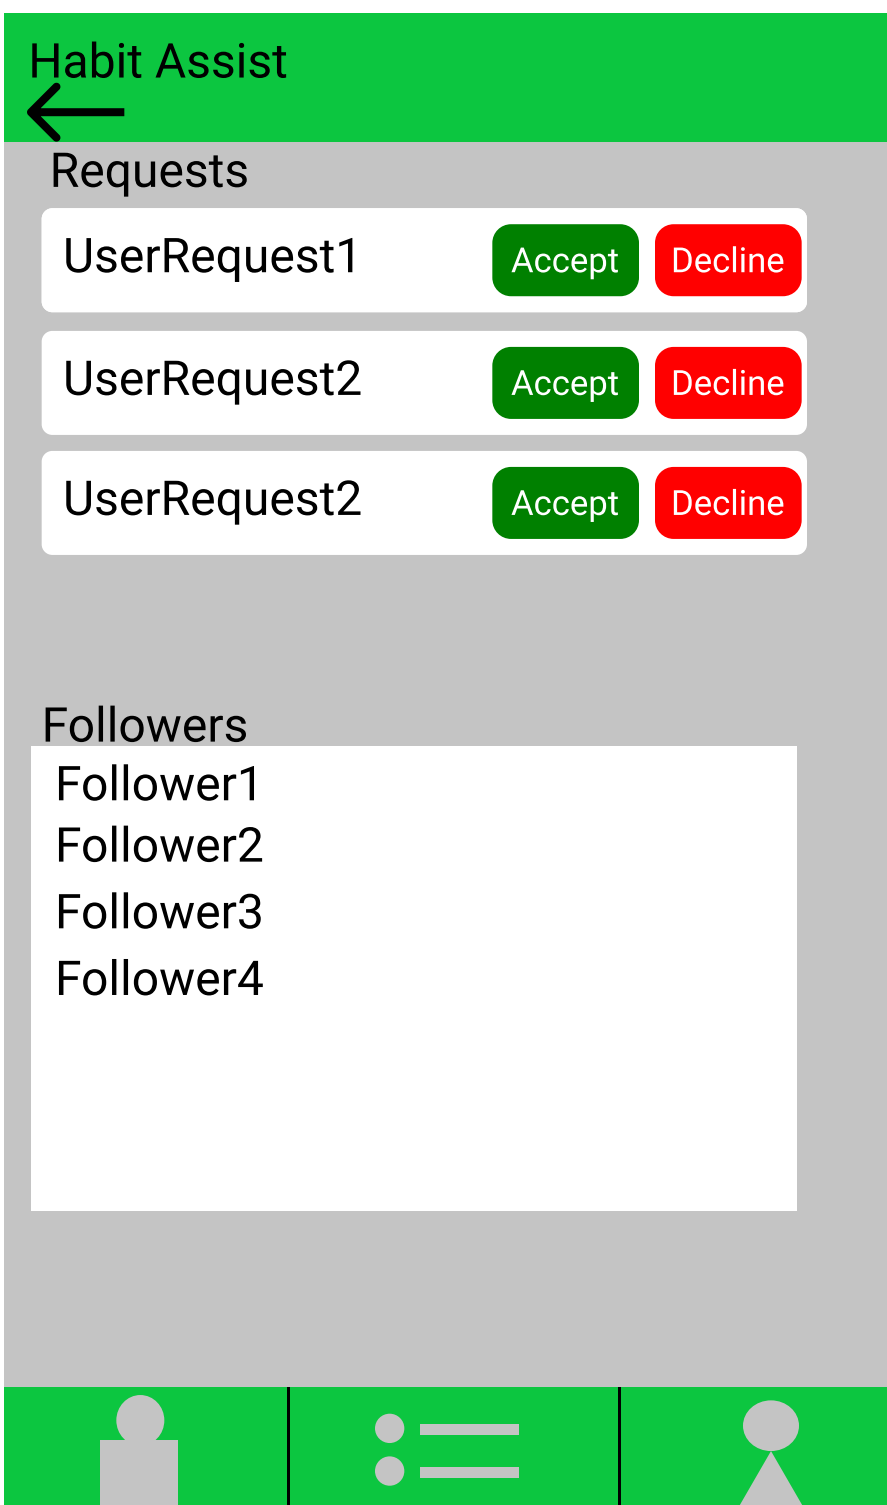 Habit Assist
Requests
UserRequest1 Accept Decline
UserRequest2 Accept Decline
UserRequest2 Accept Decline
Followers
Follower1
Follower2
Follower3
Follower4